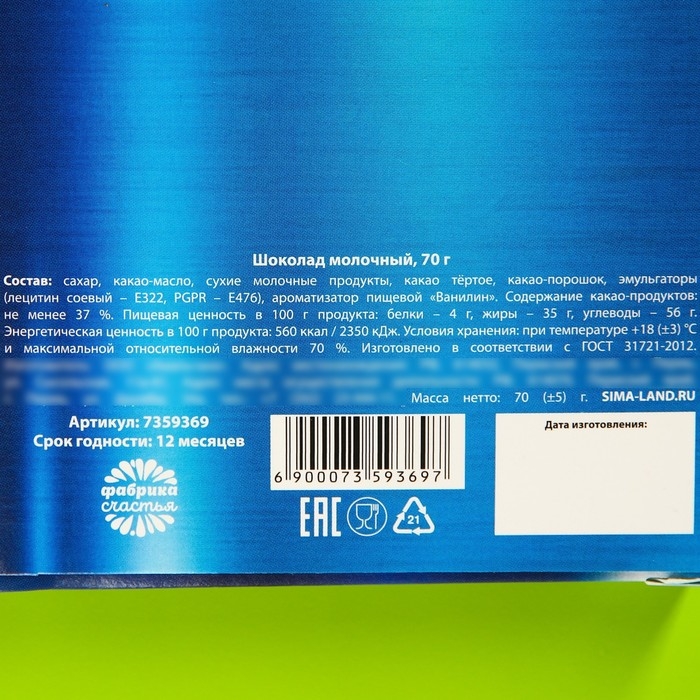 Шоколад молочный, 70 г
Состав: сахар, какао-масло, сухие молочные продукты, какао тёртое, какао-порошок, эмульгаторы
(лецитин соевый – Е322, PGPR – Е476), ароматизатор пищевой «Ванилин». Содержание какао-продуктов
не менее 37 %. Пищевая ценность в 100 г продукта: белки – 4 г, жиры – 35 г, углеводы – 56 г.
Энергетическая ценность в 100 г продукта: 560 ккал / 2350 кДж. Условия хранения: при температуре +18 (±3) °С
и максимальной относительной влажности 70 %. Изготовлено в соответствии с ГОСТ 31721-2012.
Масса нетто: 70 (±5) г. SIMA-LAND.RU
Артикул: 7359369
Срок годности: 12 месяцев
фабрика
счастья
6 900073 593697
EAC
21
Дата изготовления: